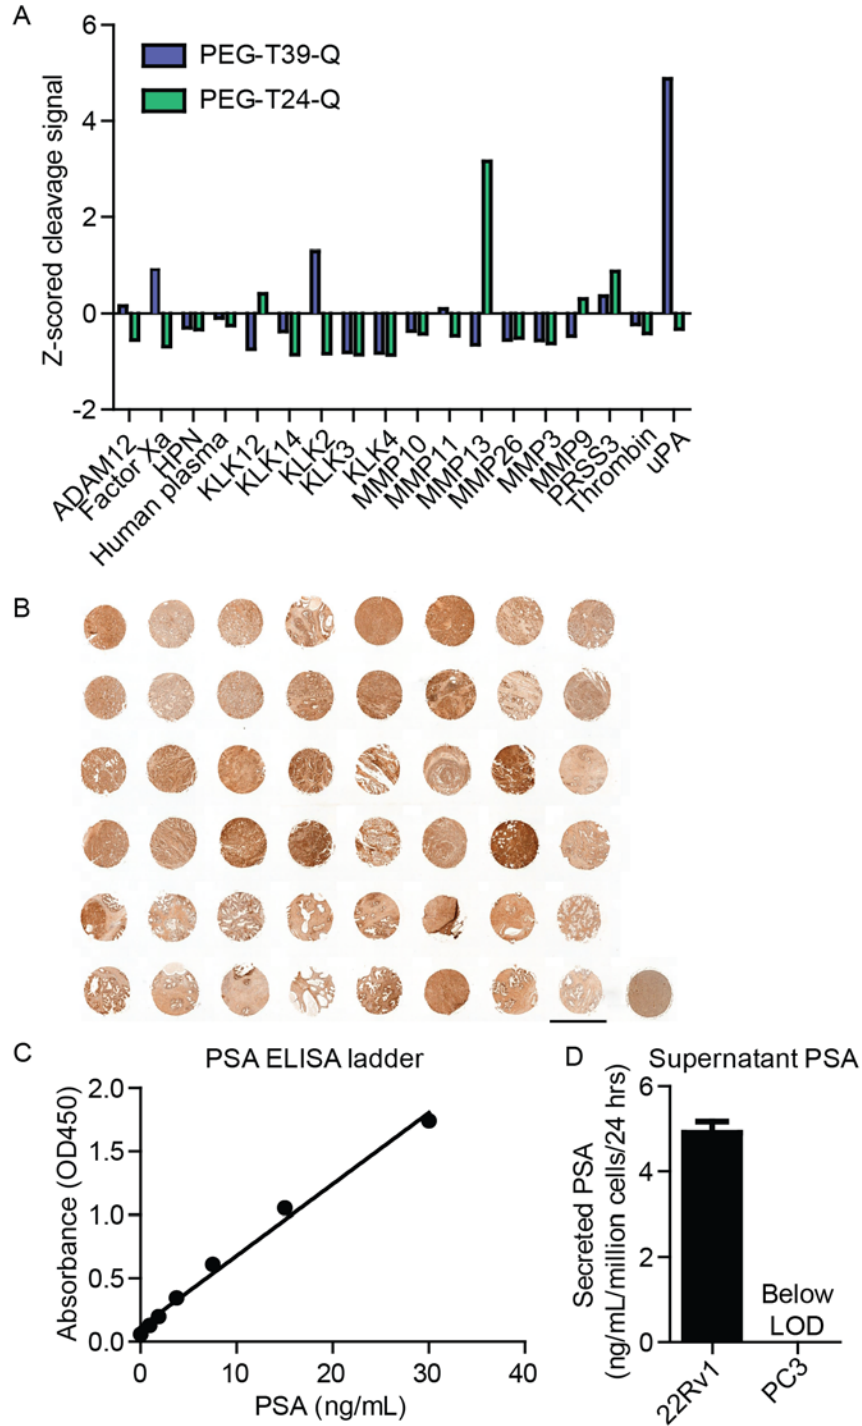 A
6
4
2
0
-2
Z-scored cleavage signal
PEG-T39-Q
PEG-T24-Q
ADAM12
Factor Xa
HPN
Human plasma
KLK12
KLK14
KLK2
KLK3
KLK4
MMP10
MMP11
MMP13
MMP26
MMP3
MMP9
PRSS3
Thrombin
uPA
B
C
PSA ELISA ladder
Absorbance (OD450)
2.0
1.5
1.0
0.5
0.0
0
10
20
30
40
PSA (ng/mL)
D
Supernatant PSA
Secreted PSA
(ng/mL/million cells/24 hrs)
6
4
2
0
Below
LOD
22Rv1
PC3